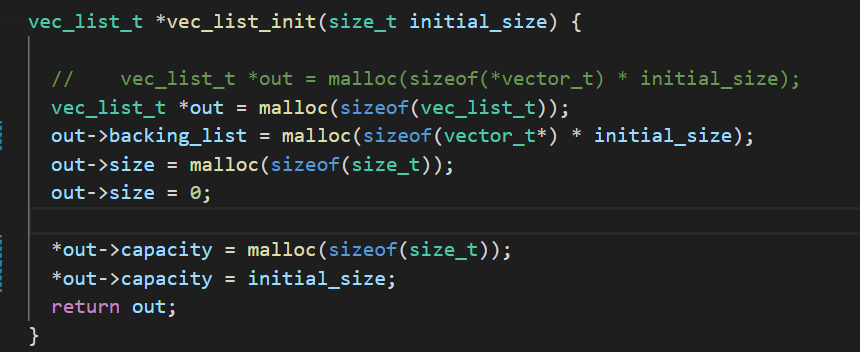 vec_list_t *vec_list_init(size_t initial_size) {
//    vec_list_t *out = malloc(sizeof(*vector_t) * initial_size);
vec_list_t *out = malloc(sizeof(vec_list_t));
out->backing_list = malloc(sizeof(vector_t*) * initial_size);
out->size = malloc(sizeof(size_t));
out->size = 0;
*out->capacity = malloc(sizeof(size_t));
*out->capacity = initial_size;
return out;
}